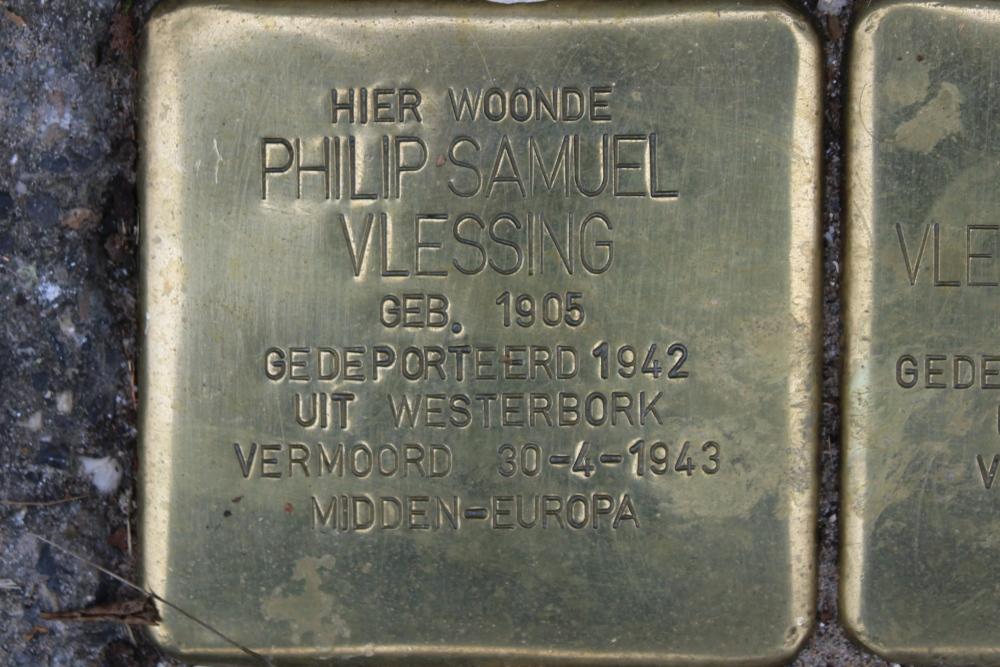 HIER WOONDE
PHILIP SAMUEL
VLESSING
GEB. 1905
GEDEPORTEERD 1942
UIT WESTERBORK
VERMOORD 30-4-1943
MIDDEN-EUROPA